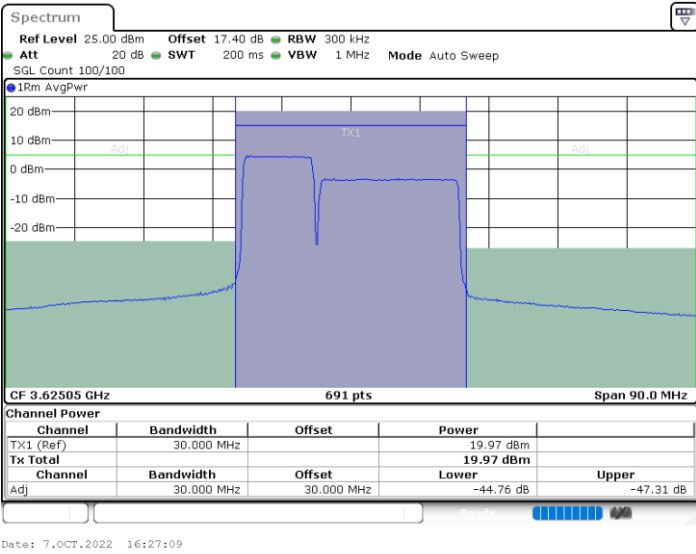 Spectrum
Ref Level 25.00 dBm Offset 17.40 dB RBW 300 kHz
Att 20 dB SWT 200 ms VBW 1 MHz Mode Auto Sweep
SGL Count 100/100
1Rm AvgPwr
20 dBm
TX1
10 dBm
Adj Adj
0 dBm
-10 dBm
-20 dBm
CF 3.62505 GHz 691 pts Span 90.0 MHz
Channel Power
Channel Bandwidth Offset Power
TX1 (Ref) 30.000 MHz 19.97 dBm
Tx Total 19.97 dBm
Channel Bandwidth Offset Lower Upper
Adj 30.000 MHz 30.000 MHz -44.76 dB -47.31 dB
Ready
Date: 7.OCT.2022 16:27:09